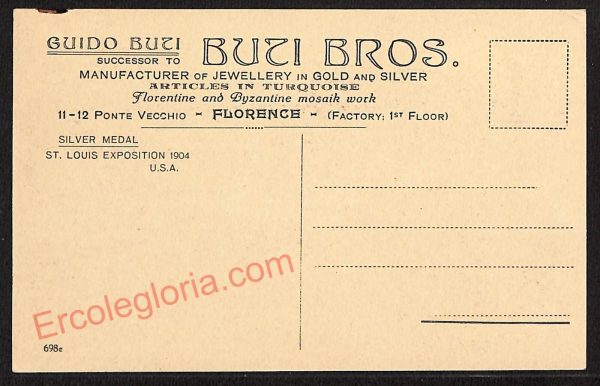 GUIDO BUTI
SUCCESSOR TO
BUTI BROS.
MANUFACTURER OF JEWELLERY IN GOLD AND SILVER
ARTICLES IN TURQUOISE
Florentine and Byzantine mosaik work
11-12 PONTE VECCHIO - FLORENCE - (FACTORY: 1ST FLOOR)
SILVER MEDAL
ST. LOUIS EXPOSITION 1904
U.S.A.
Ercolegloria.com
698e